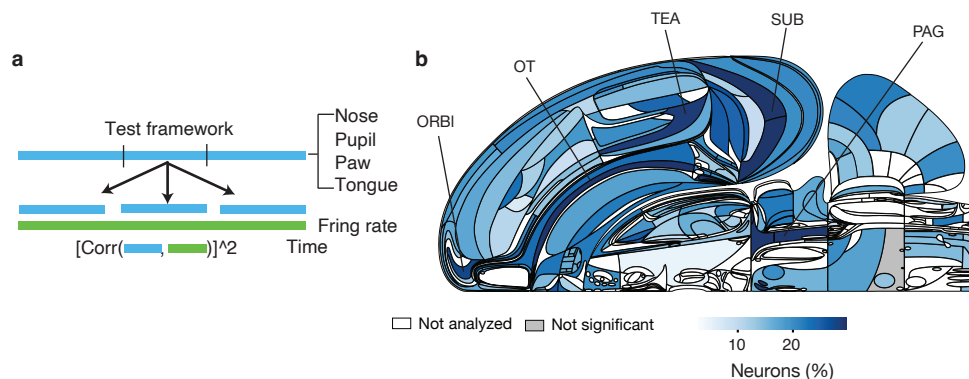 a
Test framework
Nose
Pupil
Paw
Tongue
Fring rate
[Corr( , )]^2
Time
b
ORBI
OT
TEA
SUB
PAG
Not analyzed
Not significant
10
20
Neurons (%)